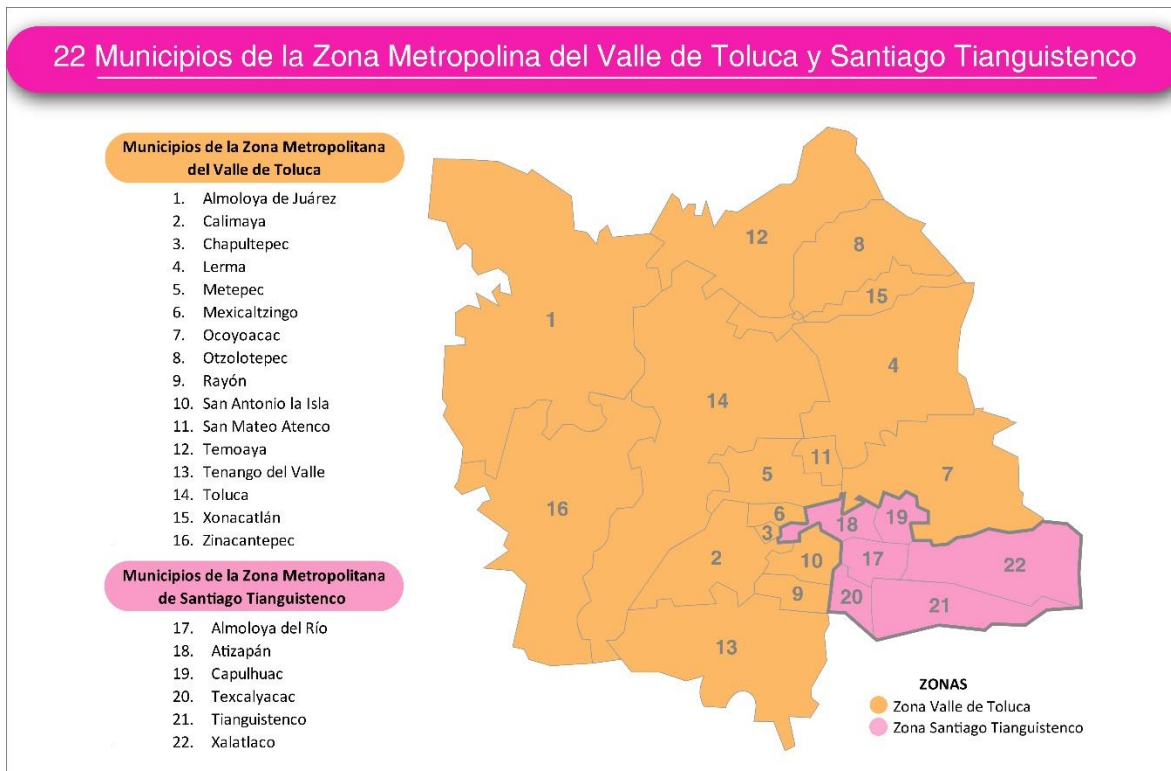 22 Municipios de la Zona Metropolina del Valle de Toluca y Santiago Tianguistenco
Municipios de la Zona Metropolitana
del Valle de Toluca
1. Almoloya de Juárez
2. Calimaya
3. Chapultepec
4. Lerma
5. Metepec
6. Mexicaltzingo
7. Ocoyoacac
8. Otzolotepec
9. Rayón
10. San Antonio la Isla
11. San Mateo Atenco
12. Temoaya
13. Tenango del Valle
14. Toluca
15. Xonacatlán
16. Zinacantepec
Municipios de la Zona Metropolitana
de Santiago Tianguistenco
17. Almoloya del Río
18. Atizapán
19. Capulhuac
20. Texcalyacac
21. Tianguistenco
22. Xalatlaco
12
8
15
1
4
14
11
5
7
16
6
18
19
3
2
10
17
22
9
20
21
13
ZONAS
Zona Valle de Toluca
Zona Santiago Tianguistenco